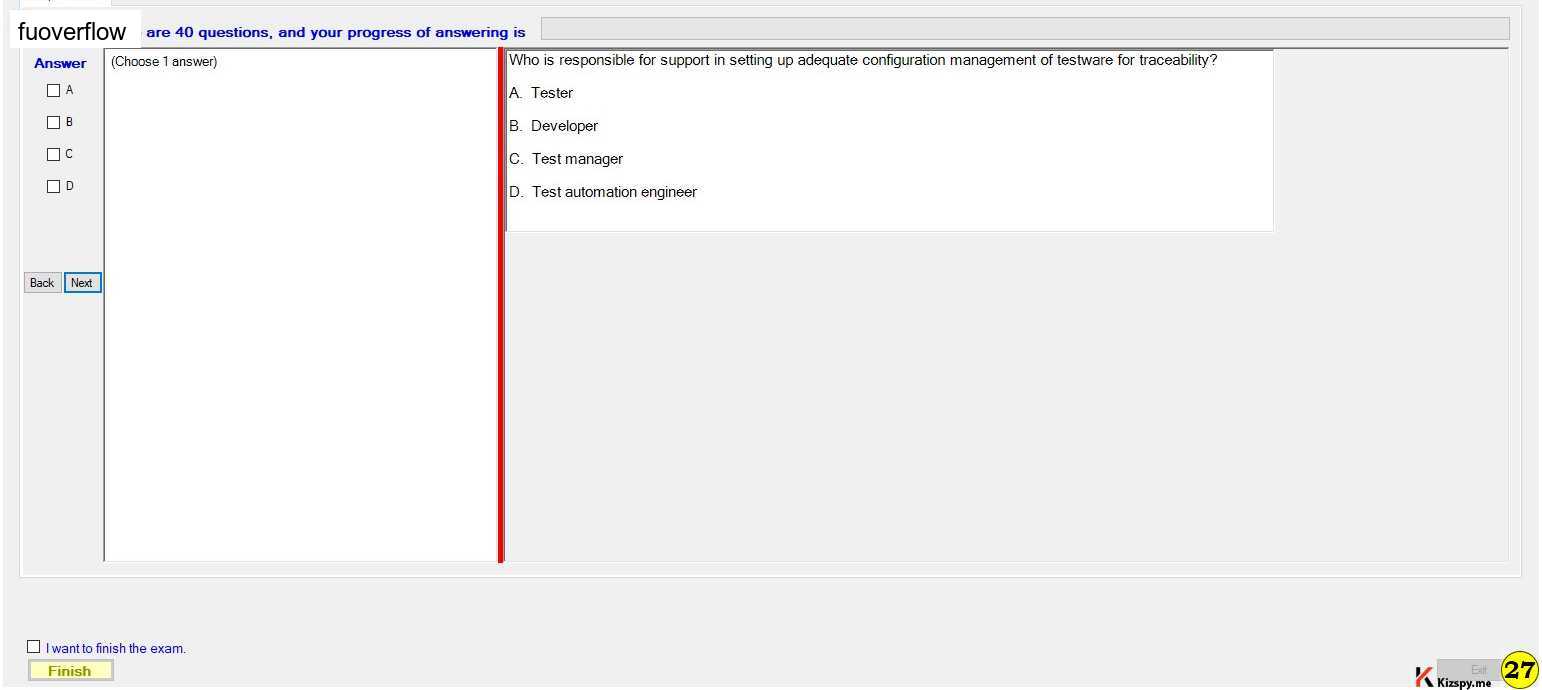 fuoverflow are 40 questions, and your progress of answering is
Answer
(Choose 1 answer)
A
B
C
D
Back Next
Who is responsible for support in setting up adequate configuration management of testware for traceability?
A. Tester
B. Developer
C. Test manager
D. Test automation engineer
I want to finish the exam.
Finish
Exit
Kizspy.me
27